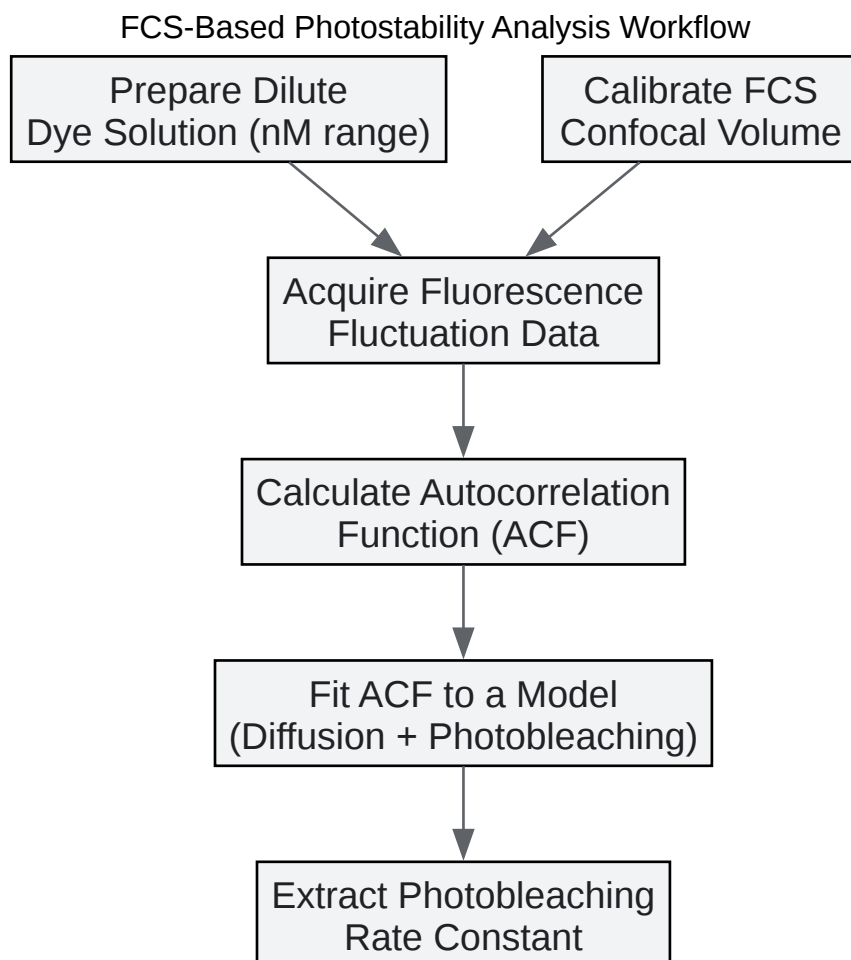 FCS-Based Photostability Analysis Workflow
Prepare Dilute
Dye Solution (nM range)
Calibrate FCS
Confocal Volume
Acquire Fluorescence
Fluctuation Data
Calculate Autocorrelation
Function (ACF)
Fit ACF to a Model
(Diffusion + Photobleaching)
Extract Photobleaching
Rate Constant